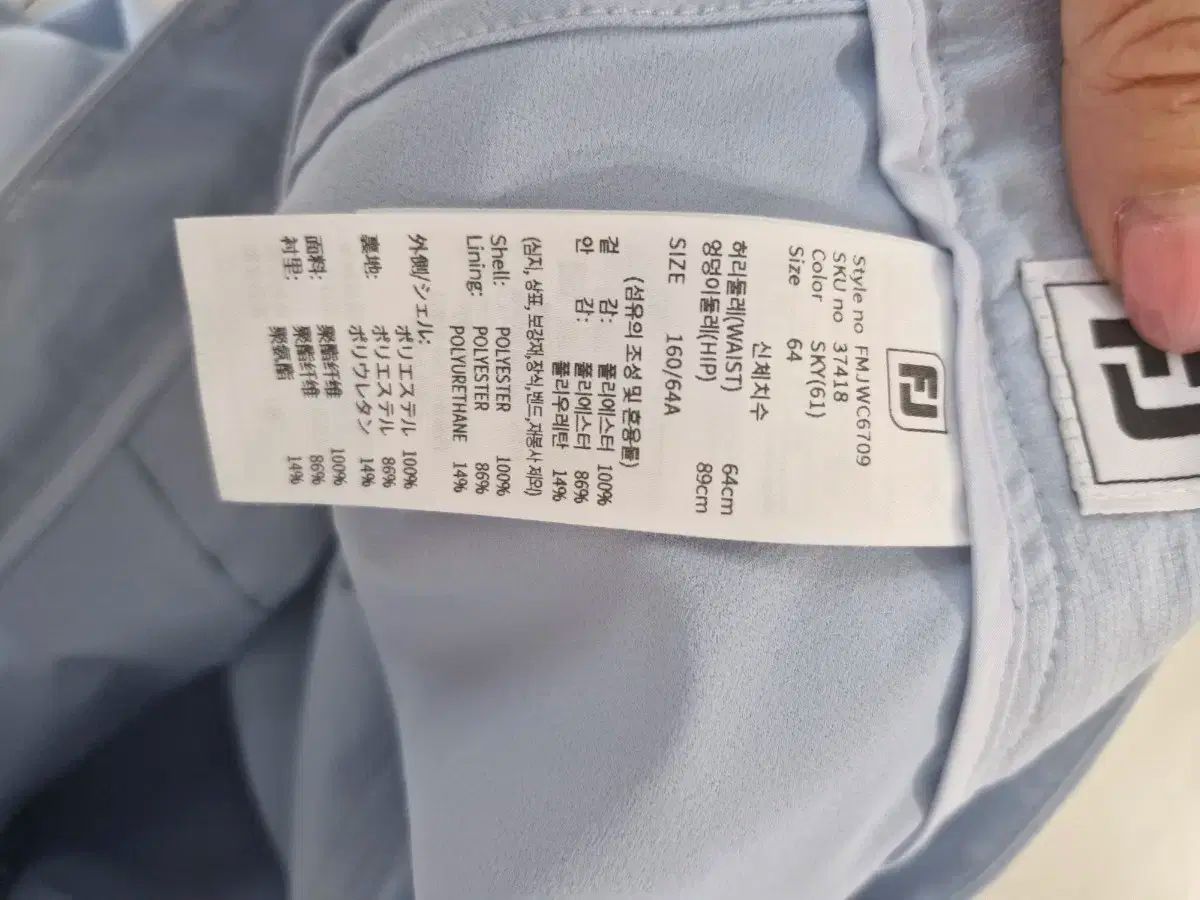 FJ
Style no FMJWC6709
SKU no 37418
Color SKY(61)
Size 64
신체치수
허리둘레(WAIST) 64cm
엉덩이둘레(HIP) 89cm
SIZE 160/64A
(섬유의 조성 및 혼용률)
겉 감: 폴리에스터 100%
안 감: 폴리에스터 86%
폴리우레탄 14%
(심지, 상표, 보강재,장식,밴드,재봉사 제외)
Shell: POLYESTER 100%
Lining: POLYESTER 86%
POLYURETHANE 14%
外側/シェル: ポリエステル 100%
裏地: ポリエステル 86%
ポリウレタン 14%
面料: 聚酯纤维 100%
衬里: 聚酯纤维 86%
聚氨酯 14%
FJ